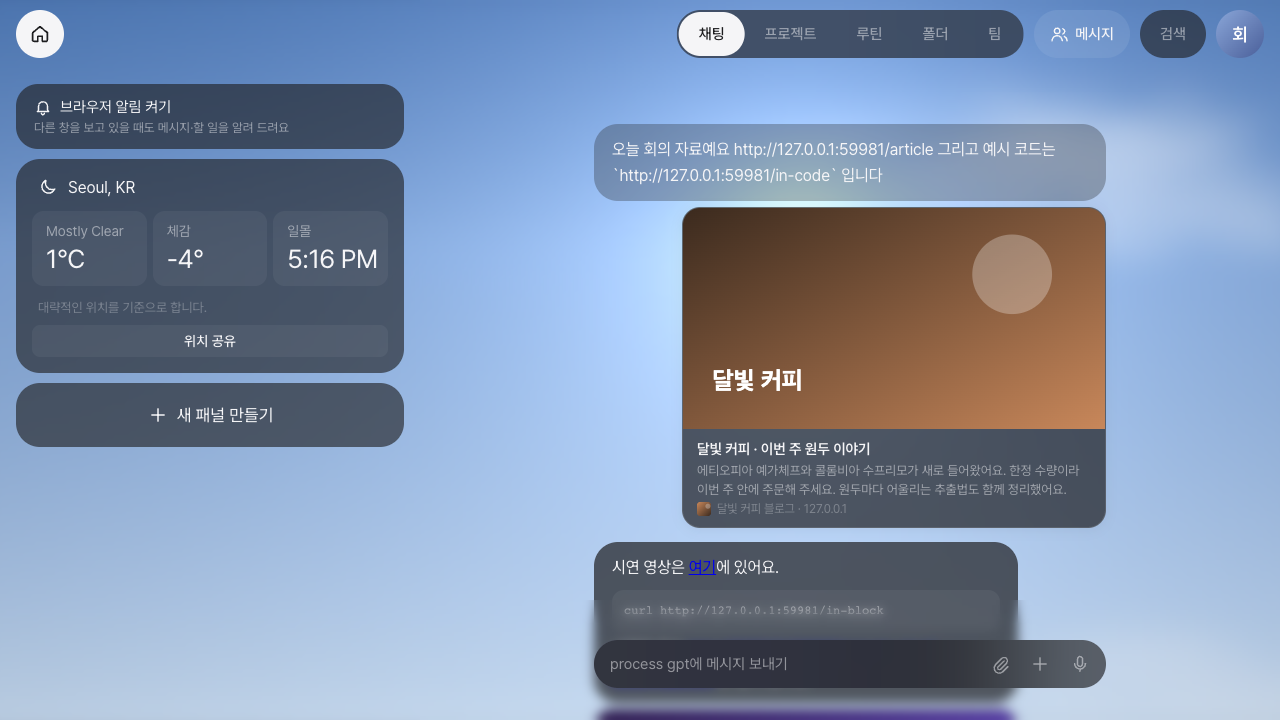 채팅
프로젝트
루틴
폴더
팀
메시지
검색
회
브라우저 알림 켜기
다른 창을 보고 있을 때도 메시지·할 일을 알려 드려요
Seoul, KR
Mostly Clear
1°C
체감
-4°
일몰
5:16 PM
대략적인 위치를 기준으로 합니다.
위치 공유
새 패널 만들기
오늘 회의 자료예요 http://127.0.0.1:59981/article 그리고 예시 코드는
`http://127.0.0.1:59981/in-code` 입니다
달빛 커피
달빛 커피 · 이번 주 원두 이야기
에티오피아 예가체프와 콜롬비아 수프리모가 새로 들어왔어요. 한정 수량이라
이번 주 안에 주문해 주세요. 원두마다 어울리는 추출법도 함께 정리했어요.
달빛 커피 블로그 · 127.0.0.1
시연 영상은 여기에 있어요.
curl http://127.0.0.1:59981/in-block
process gpt에 메시지 보내기